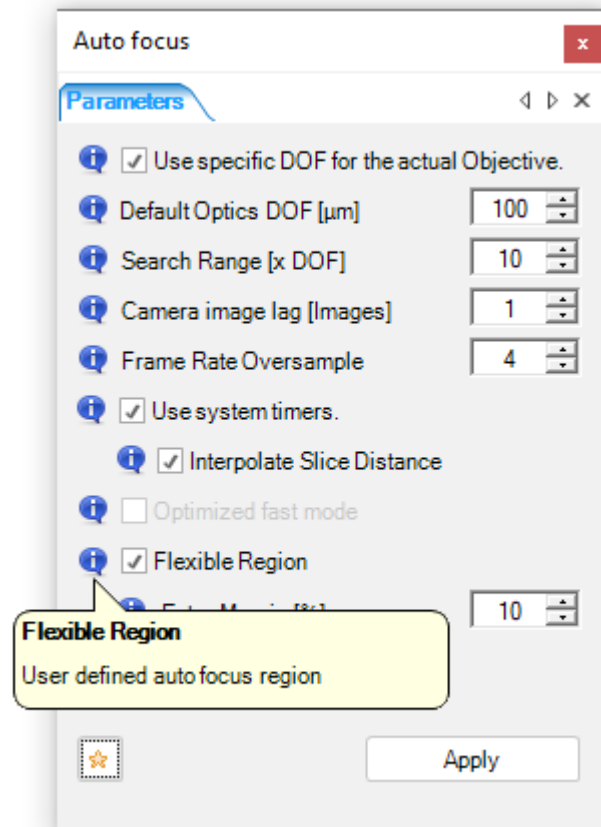 Auto focus
x
Parameters
Use specific DOF for the actual Objective.
Default Optics DOF [µm] 100
Search Range [x DOF] 10
Camera image lag [Images] 1
Frame Rate Oversample 4
Use system timers.
Interpolate Slice Distance
Optimized fast mode
Flexible Region
10
Flexible Region
User defined auto focus region
Apply